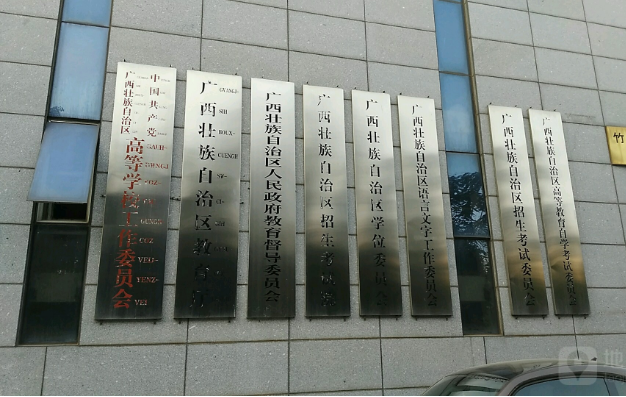 中国共产党
广西壮族自治区
高等学校工作委员会
广西壮族自治区教育厅
广西壮族自治区人民政府教育督导委员会
广西壮族自治区招生考试院
广西壮族自治区学位委员会
广西壮族自治区语言文字工作委员会
广西壮族自治区招生考试委员会
广西壮族自治区高等教育自学考试委员会
竹